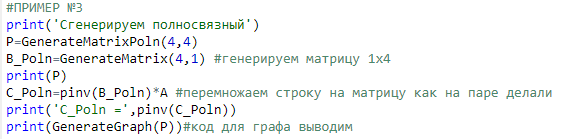 #ПРИМЕР №3
print('Сгенерируем полносвязный')
P=GenerateMatrixPoln(4,4)
B_Poln=GenerateMatrix(4,1) #генерируем матрицу 1x4
print(P)
C_Poln=pinv(B_Poln)*A #перемножаем строку на матрицу как на паре делали
print('C_Poln =',pinv(C_Poln))
print(GenerateGraph(P))#код для графа выводим